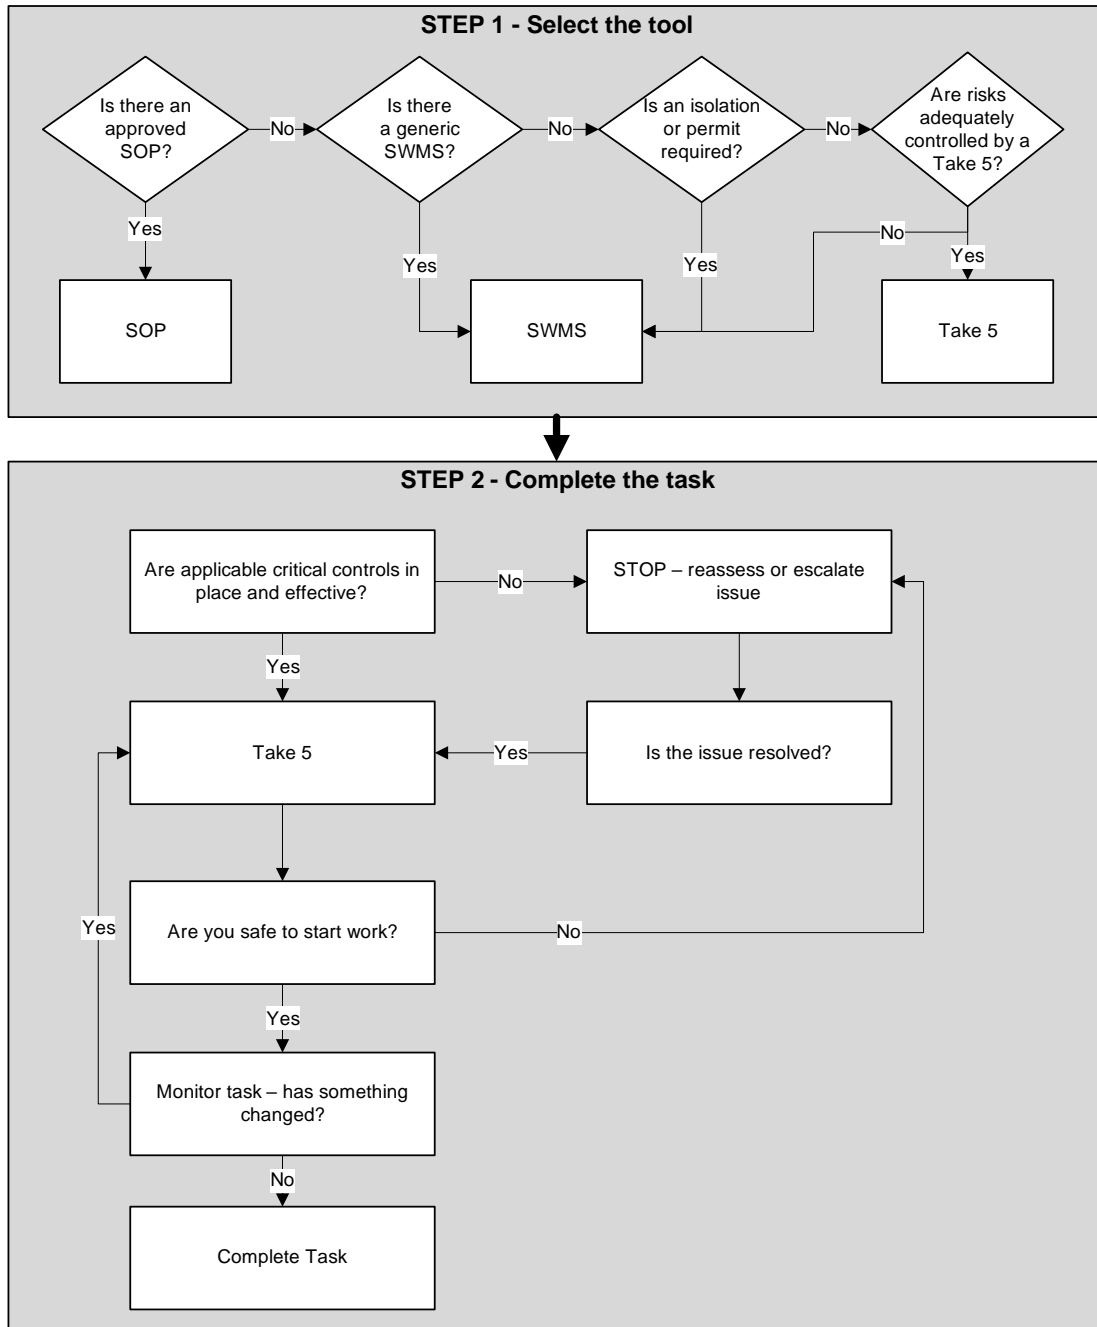 STEP 1 - Select the tool
Is there an
approved
SOP?
No
Is there
a generic
SWMS?
No
Is an isolation
or permit
required?
No
Are risks
adequately
controlled by a
Take 5?
Yes
Yes
Yes
No
Yes
SOP
SWMS
Take 5
STEP 2 - Complete the task
Are applicable critical controls in
place and effective?
No
STOP – reassess or escalate
issue
Yes
Take 5
Yes
Is the issue resolved?
Yes
Are you safe to start work?
No
Yes
Monitor task – has something
changed?
No
Complete Task